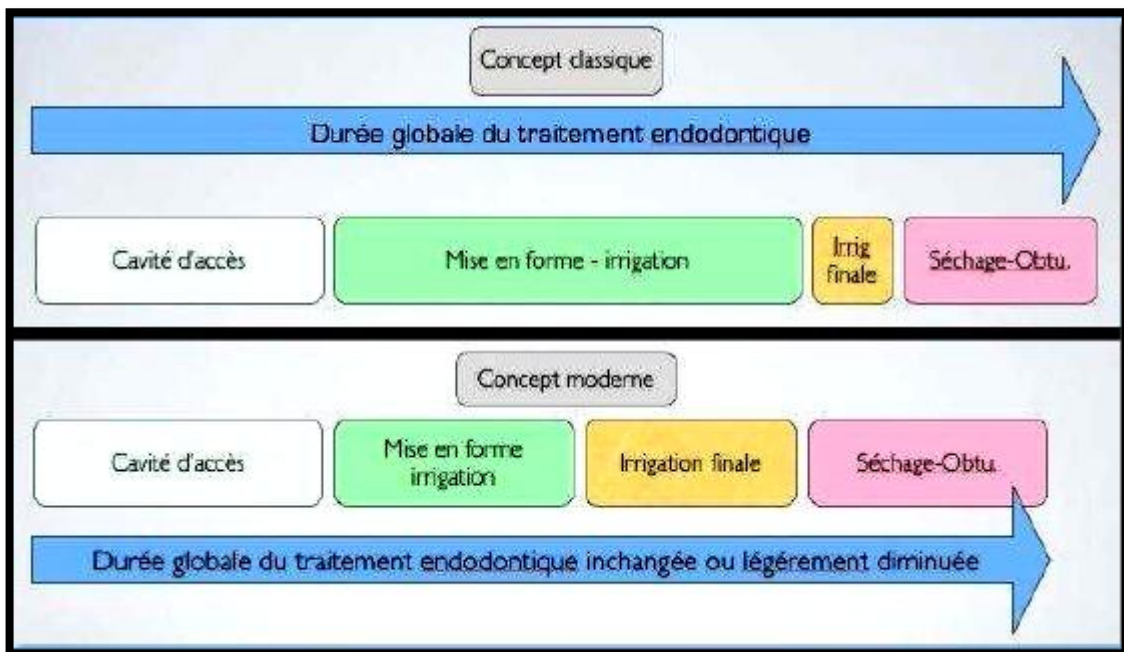 Concept classique
Durée globale du traitement endodontique
Cavité d'accès
Mise en forme - irrigation
Irrig
finale
Séchage-Obtu.
Concept moderne
Cavité d'accès
Mise en forme
irrigation
Irrigation finale
Séchage-Obtu.
Durée globale du traitement endodontique inchangée ou légérement diminuée